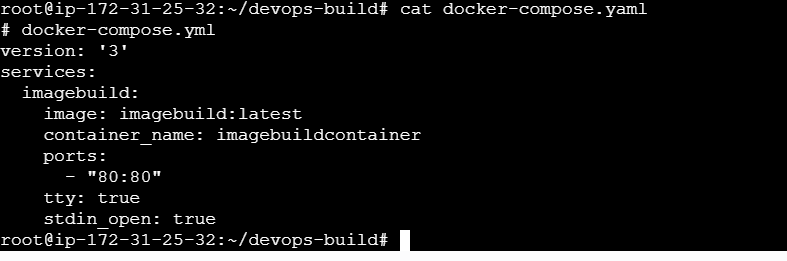 root@ip-172-31-25-32:~/devops-build# cat docker-compose.yaml
# docker-compose.yml
version: '3'
services:
  imagebuild:
    image: imagebuild:latest
    container_name: imagebuildcontainer
    ports:
      - "80:80"
    tty: true
    stdin_open: true
root@ip-172-31-25-32:~/devops-build#